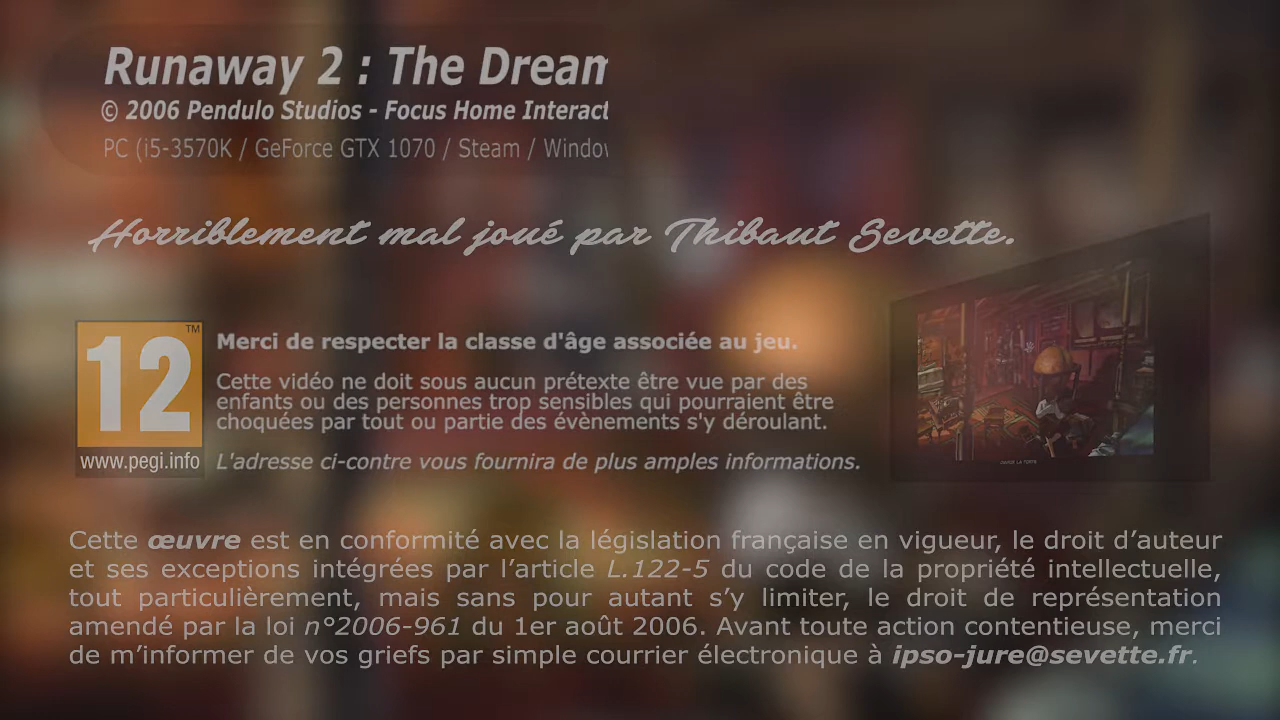 Runaway 2 : The Dream
© 2006 Pendulo Studios - Focus Home Interact
PC (i5-3570K / GeForce GTX 1070 / Steam / Window
Horriblement mal joué par Thibaut Sevette.
12
TM
www.pegi.info
Merci de respecter la classe d'âge associée au jeu.
Cette vidéo ne doit sous aucun prétexte être vue par des
enfants ou des personnes trop sensibles qui pourraient être
choquées par tout ou partie des évènements s'y déroulant.
L'adresse ci-contre vous fournira de plus amples informations.
Cette œuvre est en conformité avec la législation française en vigueur, le droit d’auteur
et ses exceptions intégrées par l’article L.122-5 du code de la propriété intellectuelle,
tout particulièrement, mais sans pour autant s’y limiter, le droit de représentation
amendé par la loi n°2006-961 du 1er août 2006. Avant toute action contentieuse, merci
de m’informer de vos griefs par simple courrier électronique à ipso-jure@sevette.fr.